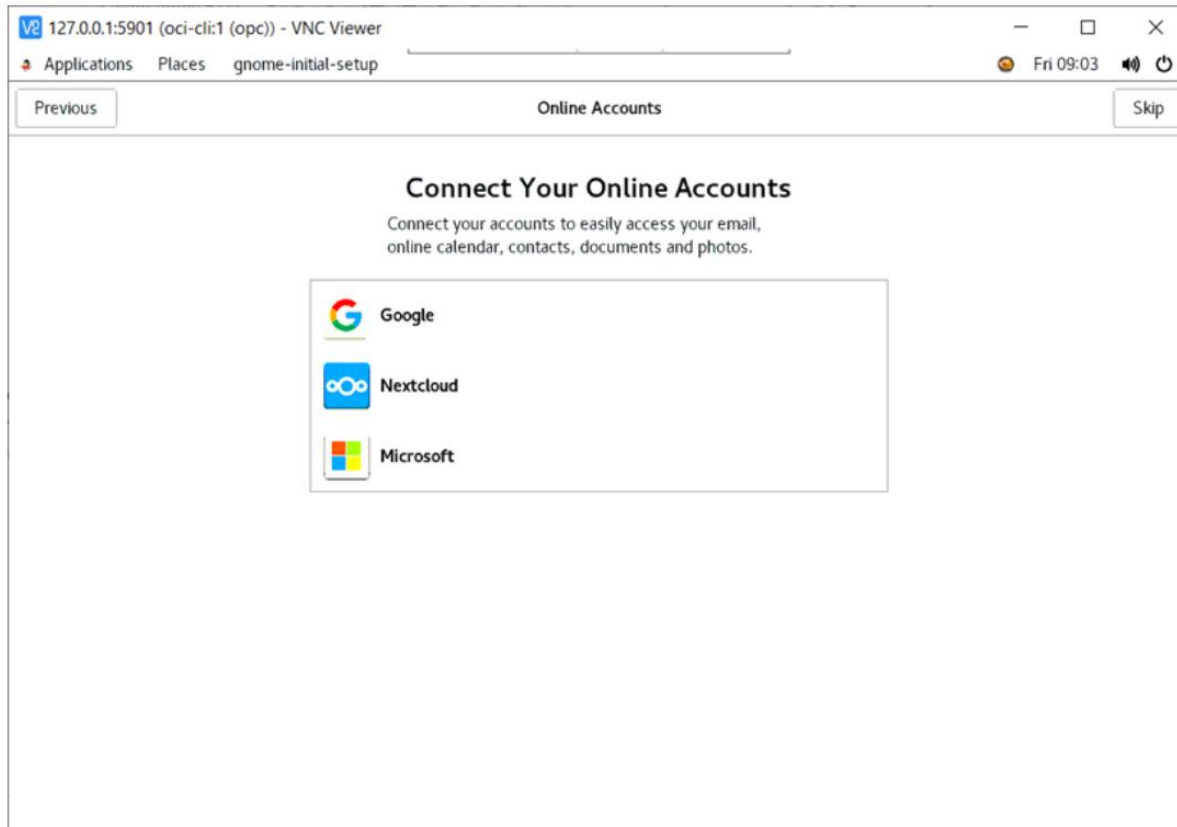 V2 127.0.0.1:5901 (oci-cli:1 (opc)) - VNC Viewer
Applications Places gnome-initial-setup Fri 09:03
Previous Online Accounts Skip
Connect Your Online Accounts
Connect your accounts to easily access your email,
online calendar, contacts, documents and photos.
Google
Nextcloud
Microsoft